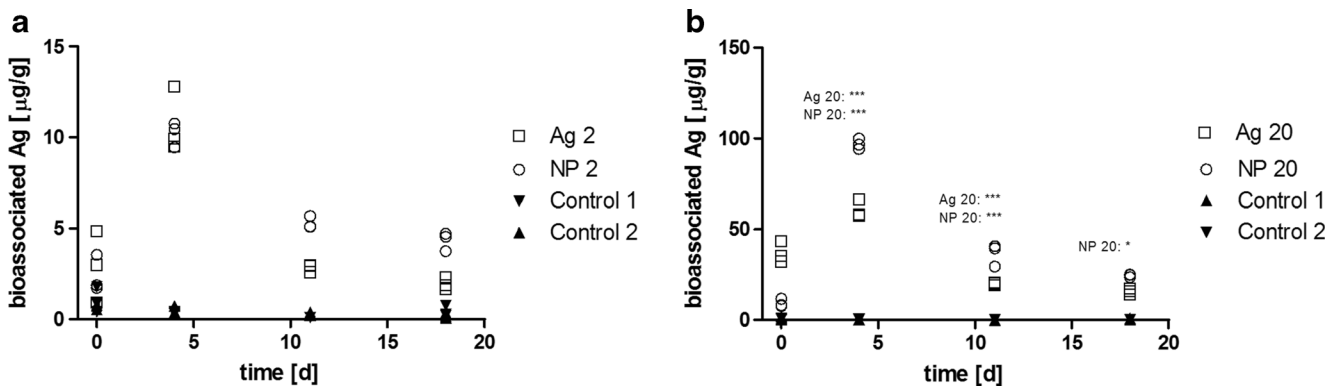 a
bioassociated Ag [µg/g]
15
10
5
0
0 5 10 15 20
time [d]
Ag 2
NP 2
Control 1
Control 2
b
bioassociated Ag [µg/g]
150
100
50
0
0 5 10 15 20
time [d]
Ag 20: ***
NP 20: ***
Ag 20: ***
NP 20: ***
NP 20: *
Ag 20
NP 20
Control 1
Control 2